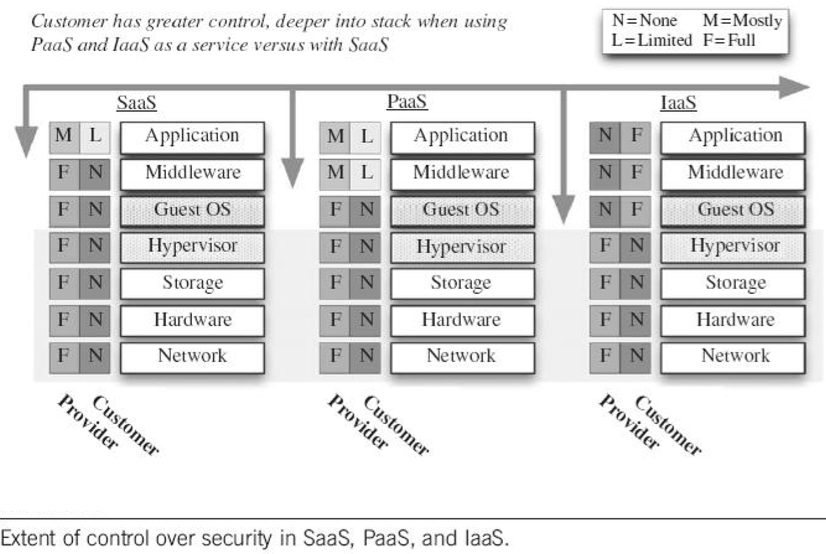 Customer has greater control, deeper into stack when using
PaaS and IaaS as a service versus with SaaS
N=None M=Mostly
L=Limited F=Full
SaaS
M L Application
F N Middleware
F N Guest OS
F N Hypervisor
F N Storage
F N Hardware
F N Network
Provider
Customer
PaaS
M L Application
M L Middleware
F N Guest OS
F N Hypervisor
F N Storage
F N Hardware
F N Network
Provider
Customer
IaaS
N F Application
N F Middleware
N F Guest OS
F N Hypervisor
F N Storage
F N Hardware
F N Network
Provider
Customer
Extent of control over security in SaaS, PaaS, and IaaS.